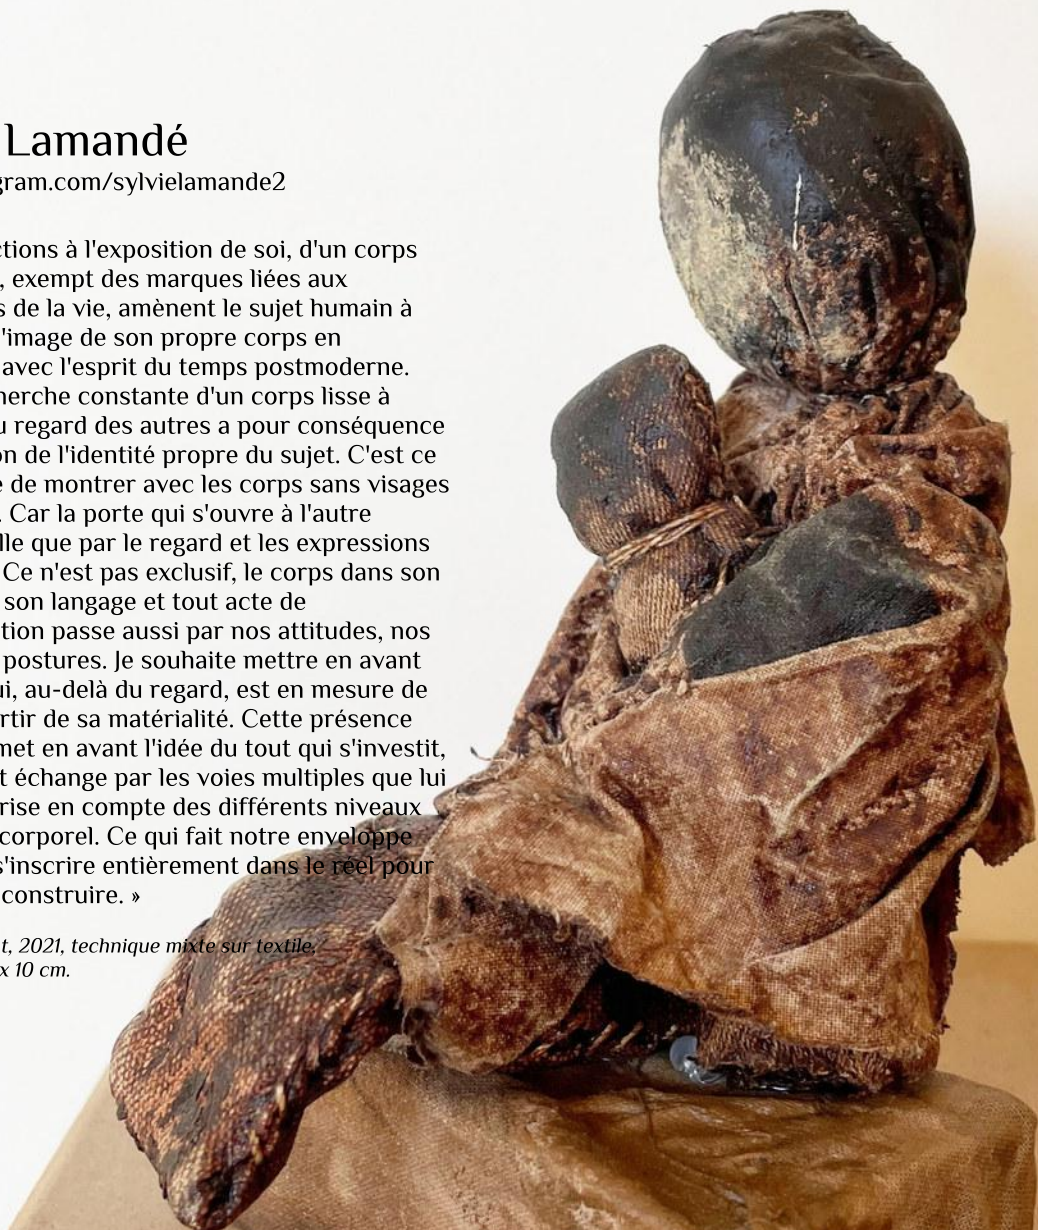 Lamandé
gram.com/sylvielamande2
ctions à l'exposition de soi, d'un corps
, exempt des marques liées aux
s de la vie, amènent le sujet humain à
l'image de son propre corps en
avec l'esprit du temps postmoderne.
herche constante d'un corps lisse à
u regard des autres a pour conséquence
on de l'identité propre du sujet. C'est ce
e de montrer avec les corps sans visages
. Car la porte qui s'ouvre à l'autre
lle que par le regard et les expressions
Ce n'est pas exclusif, le corps dans son
son langage et tout acte de
tion passe aussi par nos attitudes, nos
postures. Je souhaite mettre en avant
ui, au-delà du regard, est en mesure de
rtir de sa matérialité. Cette présence
met en avant l'idée du tout qui s'investit,
t échange par les voies multiples que lui
rise en compte des différents niveaux
corporel. Ce qui fait notre enveloppe
s'inscrire entièrement dans le réel pour
construire. »
t, 2021, technique mixte sur textile.
x 10 cm.